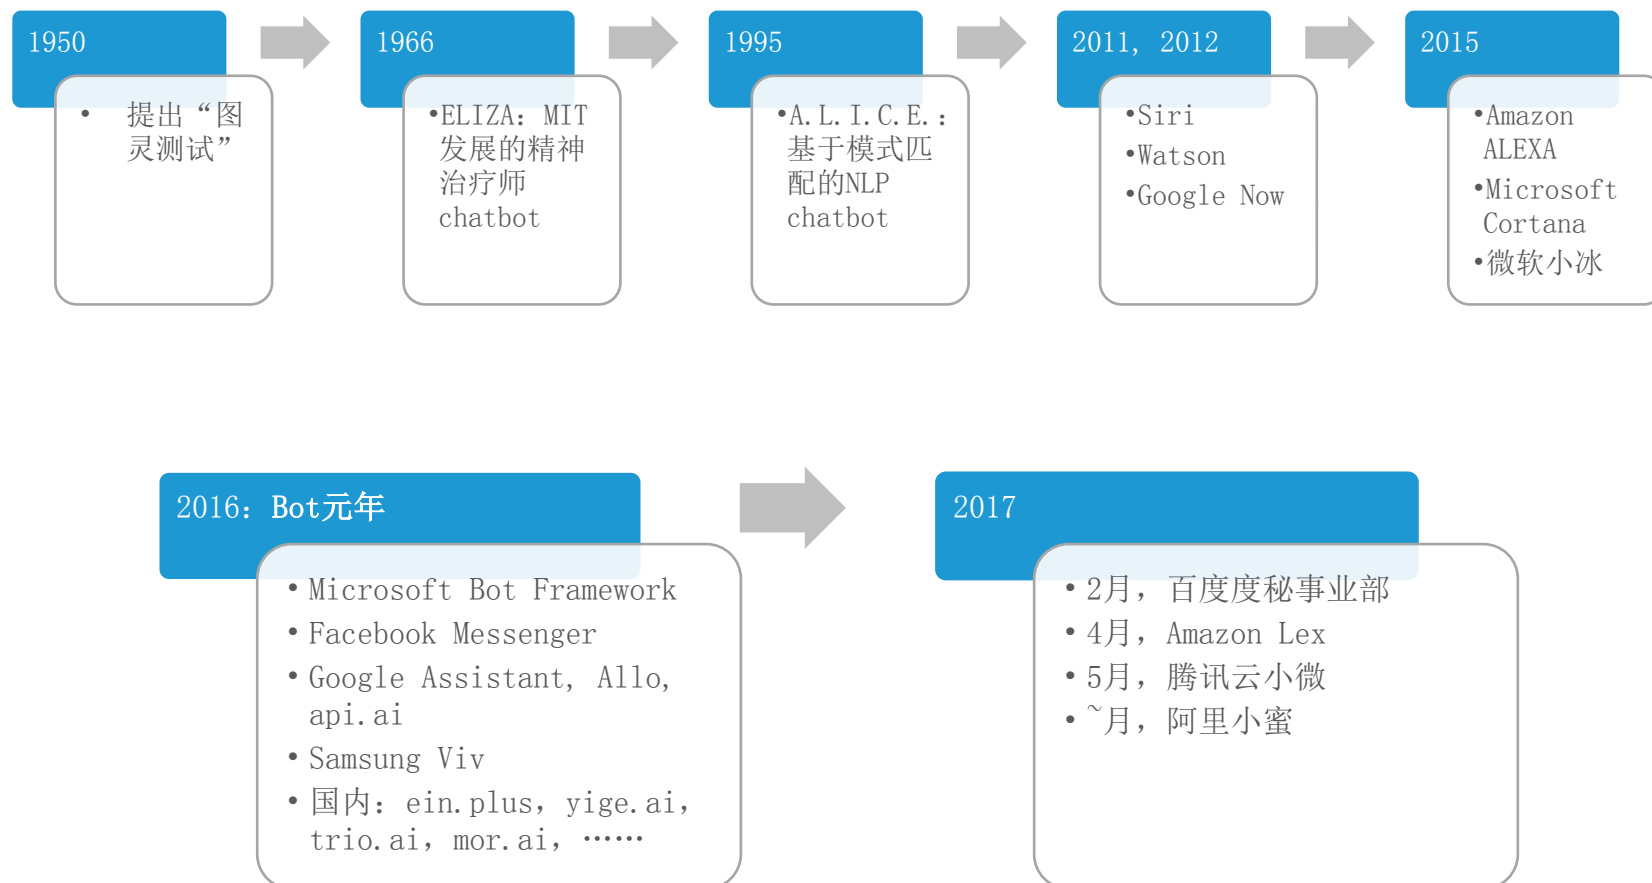 1950
提出“图
灵测试”
1966
•ELIZA：MIT
发展的精神
治疗师
chatbot
1995
•A.L.I.C.E.：
基于模式匹
配的NLP
chatbot
2011, 2012
•Siri
•Watson
•Google Now
2015
•Amazon
ALEXA
•Microsoft
Cortana
•微软小冰
2016：Bot元年
• Microsoft Bot Framework
• Facebook Messenger
• Google Assistant, Allo,
api.ai
• Samsung Viv
• 国内：ein.plus，yige.ai，
trio.ai，mor.ai，……
2017
• 2月，百度度秘事业部
• 4月，Amazon Lex
• 5月，腾讯云小微
• ~月，阿里小蜜